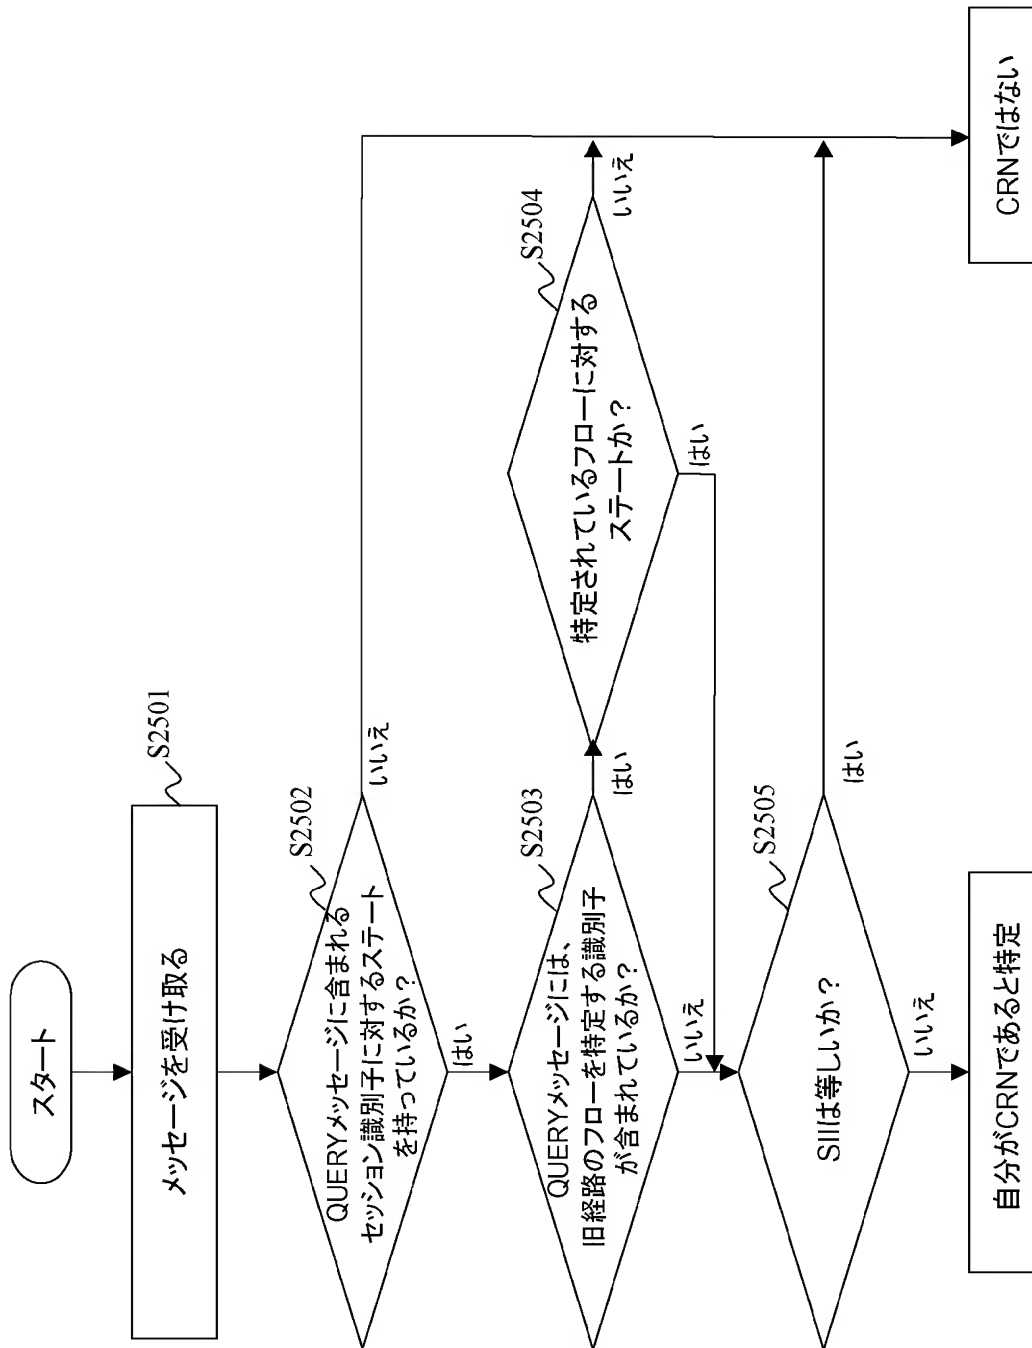 スタート
メッセージを受け取る
S2501
QUERYメッセージに含まれる
セッション識別子に対するステート
を持っているか？
S2502
いいえ
はい
QUERYメッセージには、
旧経路のフローを特定する識別子
が含まれているか？
S2503
はい
いいえ
特定されているフローに対する
ステートか？
S2504
いいえ
はい
SIIは等しいか？
S2505
はい
いいえ
自分がCRNであると特定
CRNではない